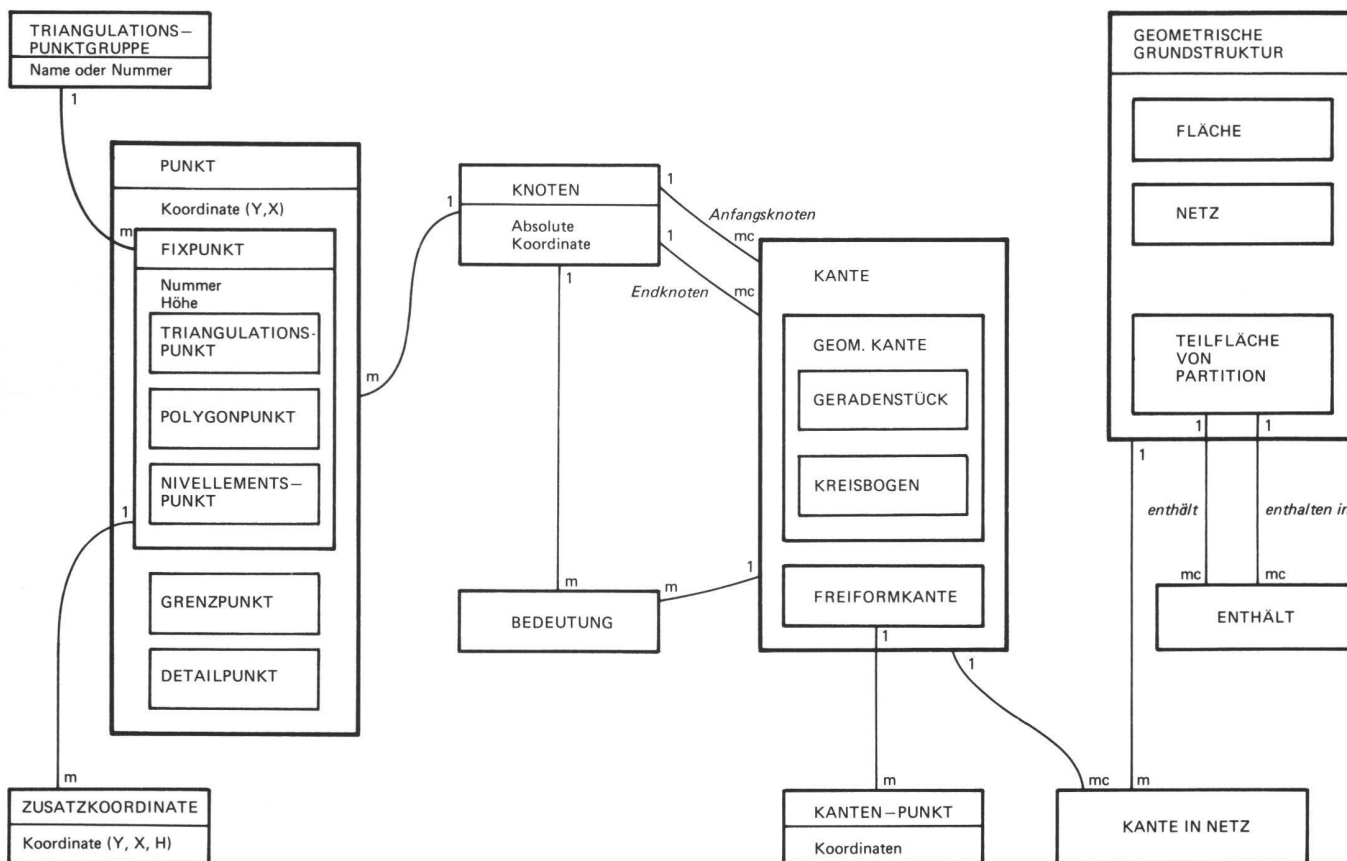 TRIANGULATIONS–
PUNKTGRUPPE
Name oder Nummer
1
m
PUNKT
Koordinate (Y,X)
FIXPUNKT
Nummer
Höhe
TRIANGULATIONS-
PUNKT
POLYGONPUNKT
NIVELLEMENTS–
PUNKT
1
GRENZPUNKT
DETAILPUNKT
m
ZUSATZKOORDINATE
Koordinate (Y, X, H)
m
1
KNOTEN
Absolute
Koordinate
1
1
1
Anfangsknoten
mc
Endknoten
mc
m
BEDEUTUNG
m
1
KANTE
GEOM. KANTE
GERADENSTÜCK
KREISBOGEN
FREIFORMKANTE
1
1
m
KANTEN–PUNKT
Koordinaten
mc
m
KANTE IN NETZ
GEOMETRISCHE
GRUNDSTRUKTUR
FLÄCHE
NETZ
TEILFLÄCHE
VON
PARTITION
1
1
1
enthält
enthalten in
mc
mc
ENTHÄLT